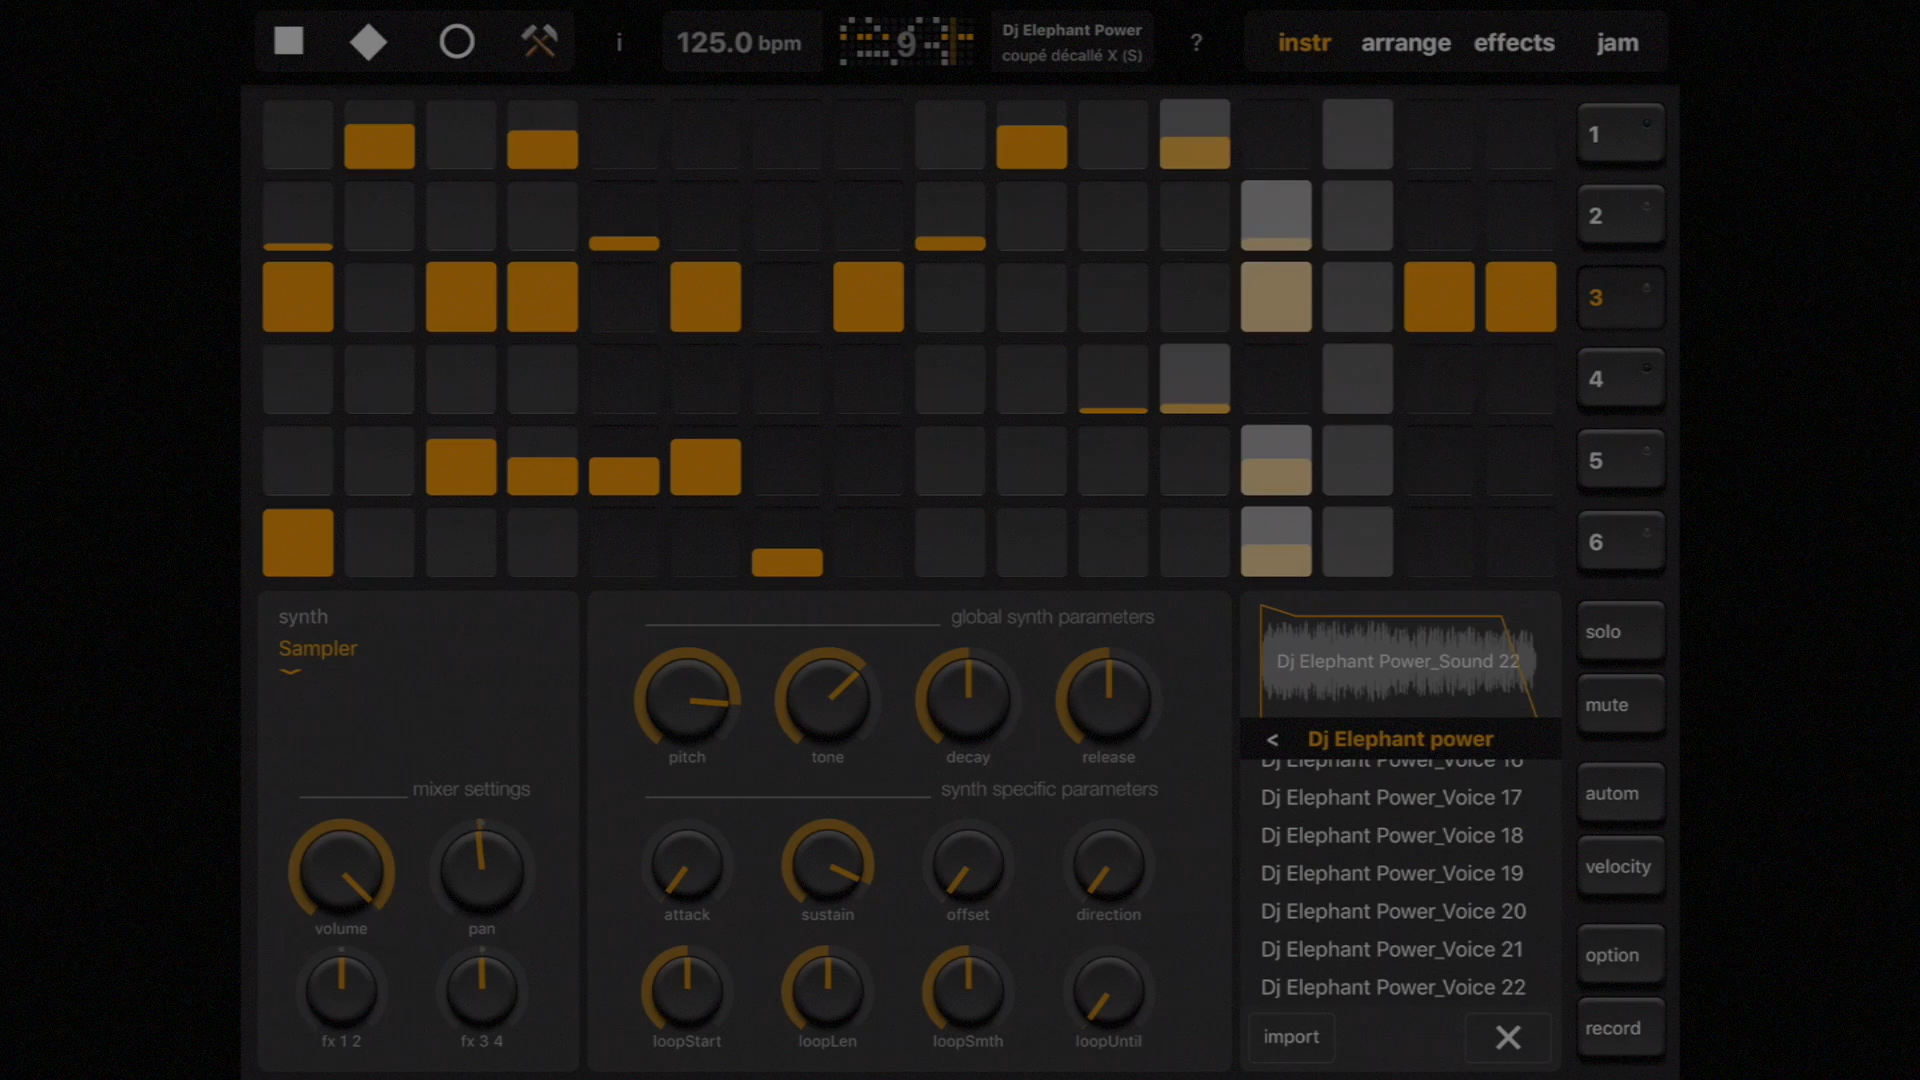 i
125.0 bpm
9
Dj Elephant Power
coupé décallé X (S)
?
instr
arrange
effects
jam
1
2
3
4
5
6
synth
Sampler
mixer settings
volume
pan
fx 1 2
fx 3 4
global synth parameters
pitch
tone
decay
release
synth specific parameters
attack
sustain
offset
direction
loopStart
loopLen
loopSmth
loopUntil
Dj Elephant Power_Sound 22
< Dj Elephant power
Dj Elephant Power_Voice 16
Dj Elephant Power_Voice 17
Dj Elephant Power_Voice 18
Dj Elephant Power_Voice 19
Dj Elephant Power_Voice 20
Dj Elephant Power_Voice 21
Dj Elephant Power_Voice 22
import
solo
mute
autom
velocity
option
record